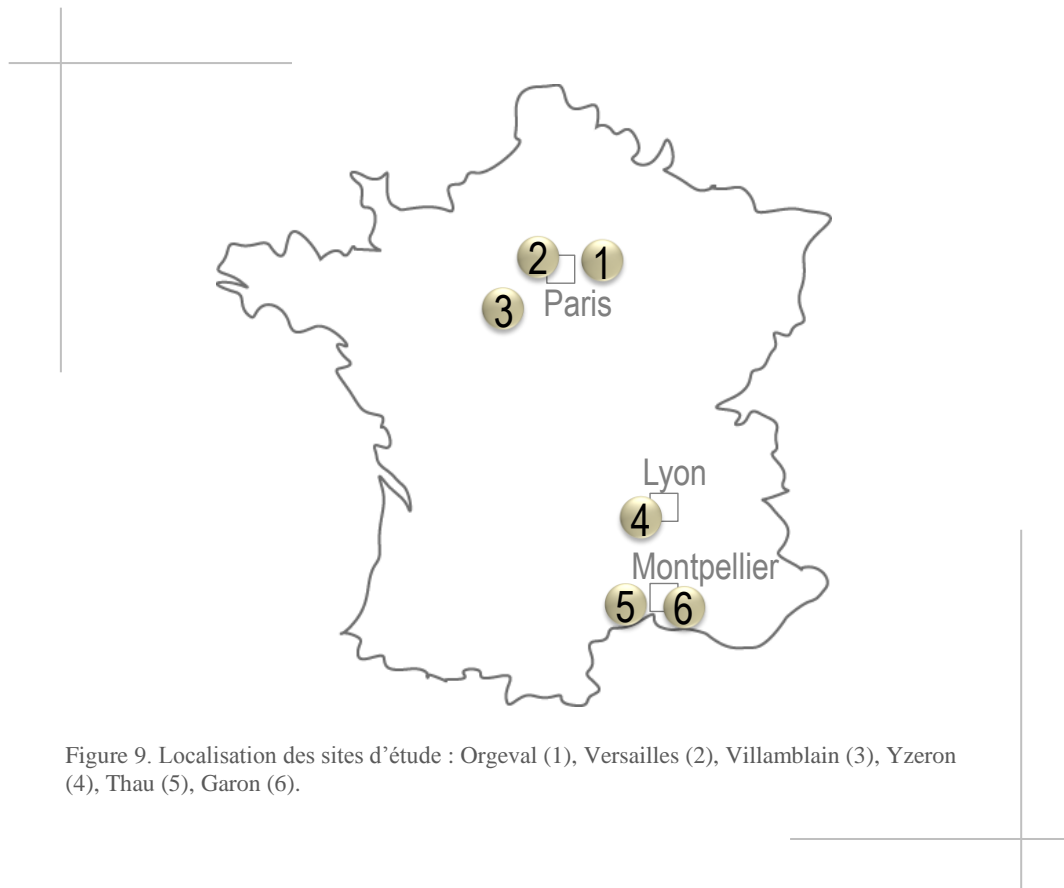 2
1
Paris
3
Lyon
4
Montpellier
5
6
Figure 9. Localisation des sites d’étude : Orgeval (1), Versailles (2), Villamblain (3), Yzeron
(4), Thau (5), Garon (6).